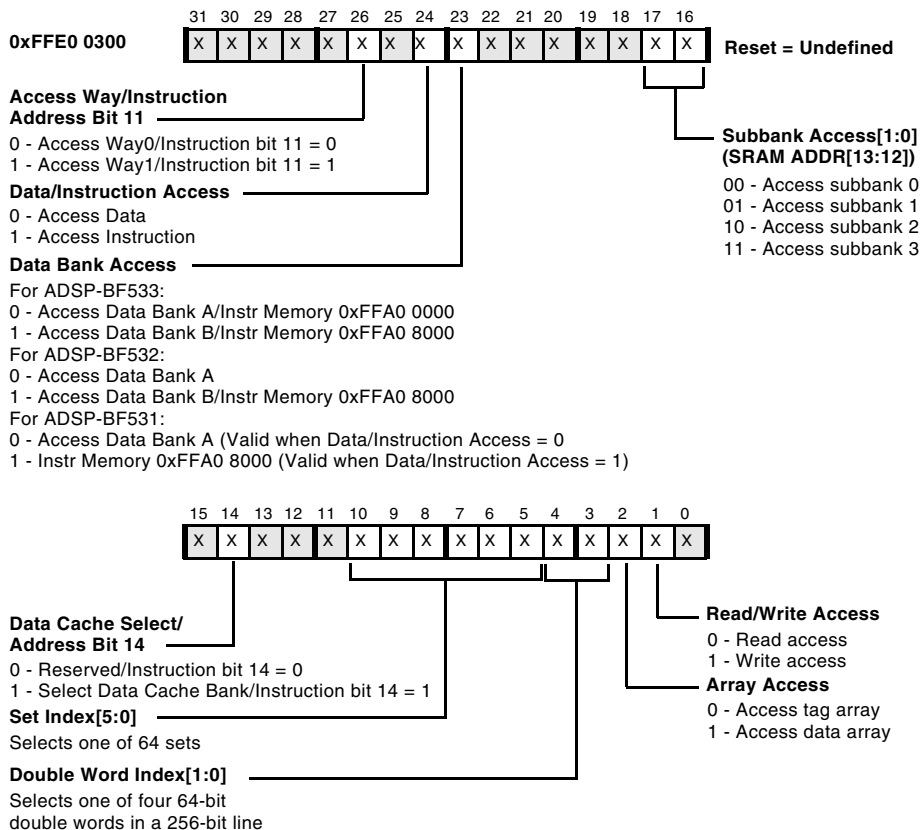 31 30 29 28 27 26 25 24 23 22 21 20 19 18 17 16
0xFFE0 0300
X X X X X X X X X X X X X X X X
Reset = Undefined
Access Way/Instruction
Address Bit 11
0 - Access Way0/Instruction bit 11 = 0
1 - Access Way1/Instruction bit 11 = 1
Data/Instruction Access
0 - Access Data
1 - Access Instruction
Data Bank Access
For ADSP-BF533:
0 - Access Data Bank A/Instr Memory 0xFFA0 0000
1 - Access Data Bank B/Instr Memory 0xFFA0 8000
For ADSP-BF532:
0 - Access Data Bank A
1 - Access Data Bank B/Instr Memory 0xFFA0 8000
For ADSP-BF531:
0 - Access Data Bank A (Valid when Data/Instruction Access = 0
1 - Instr Memory 0xFFA0 8000 (Valid when Data/Instruction Access = 1)
Subbank Access[1:0]
(SRAM ADDR[13:12])
00 - Access subbank 0
01 - Access subbank 1
10 - Access subbank 2
11 - Access subbank 3
15 14 13 12 11 10 9 8 7 6 5 4 3 2 1 0
X X X X X X X X X X X X X X X X
Data Cache Select/
Address Bit 14
0 - Reserved/Instruction bit 14 = 0
1 - Select Data Cache Bank/Instruction bit 14 = 1
Set Index[5:0]
Selects one of 64 sets
Double Word Index[1:0]
Selects one of four 64-bit
double words in a 256-bit line
Read/Write Access
0 - Read access
1 - Write access
Array Access
0 - Access tag array
1 - Access data array